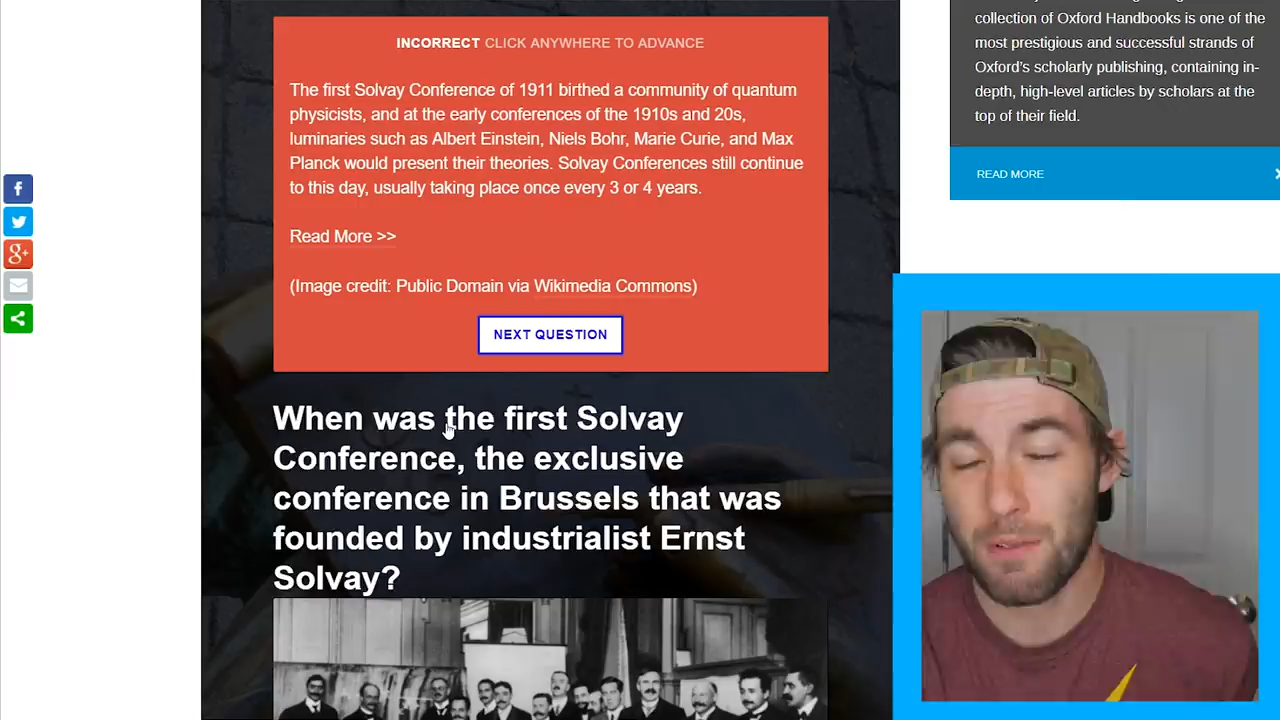 INCORRECT CLICK ANYWHERE TO ADVANCE
The first Solvay Conference of 1911 birthed a community of quantum
physicists, and at the early conferences of the 1910s and 20s,
luminaries such as Albert Einstein, Niels Bohr, Marie Curie, and Max
Planck would present their theories. Solvay Conferences still continue
to this day, usually taking place once every 3 or 4 years.
Read More >>
(Image credit: Public Domain via Wikimedia Commons)
NEXT QUESTION
When was the first Solvay
Conference, the exclusive
conference in Brussels that was
founded by industrialist Ernst
Solvay?
collection of Oxford Handbooks is one of the
most prestigious and successful strands of
Oxford’s scholarly publishing, containing in-
depth, high-level articles by scholars at the
top of their field.
READ MORE